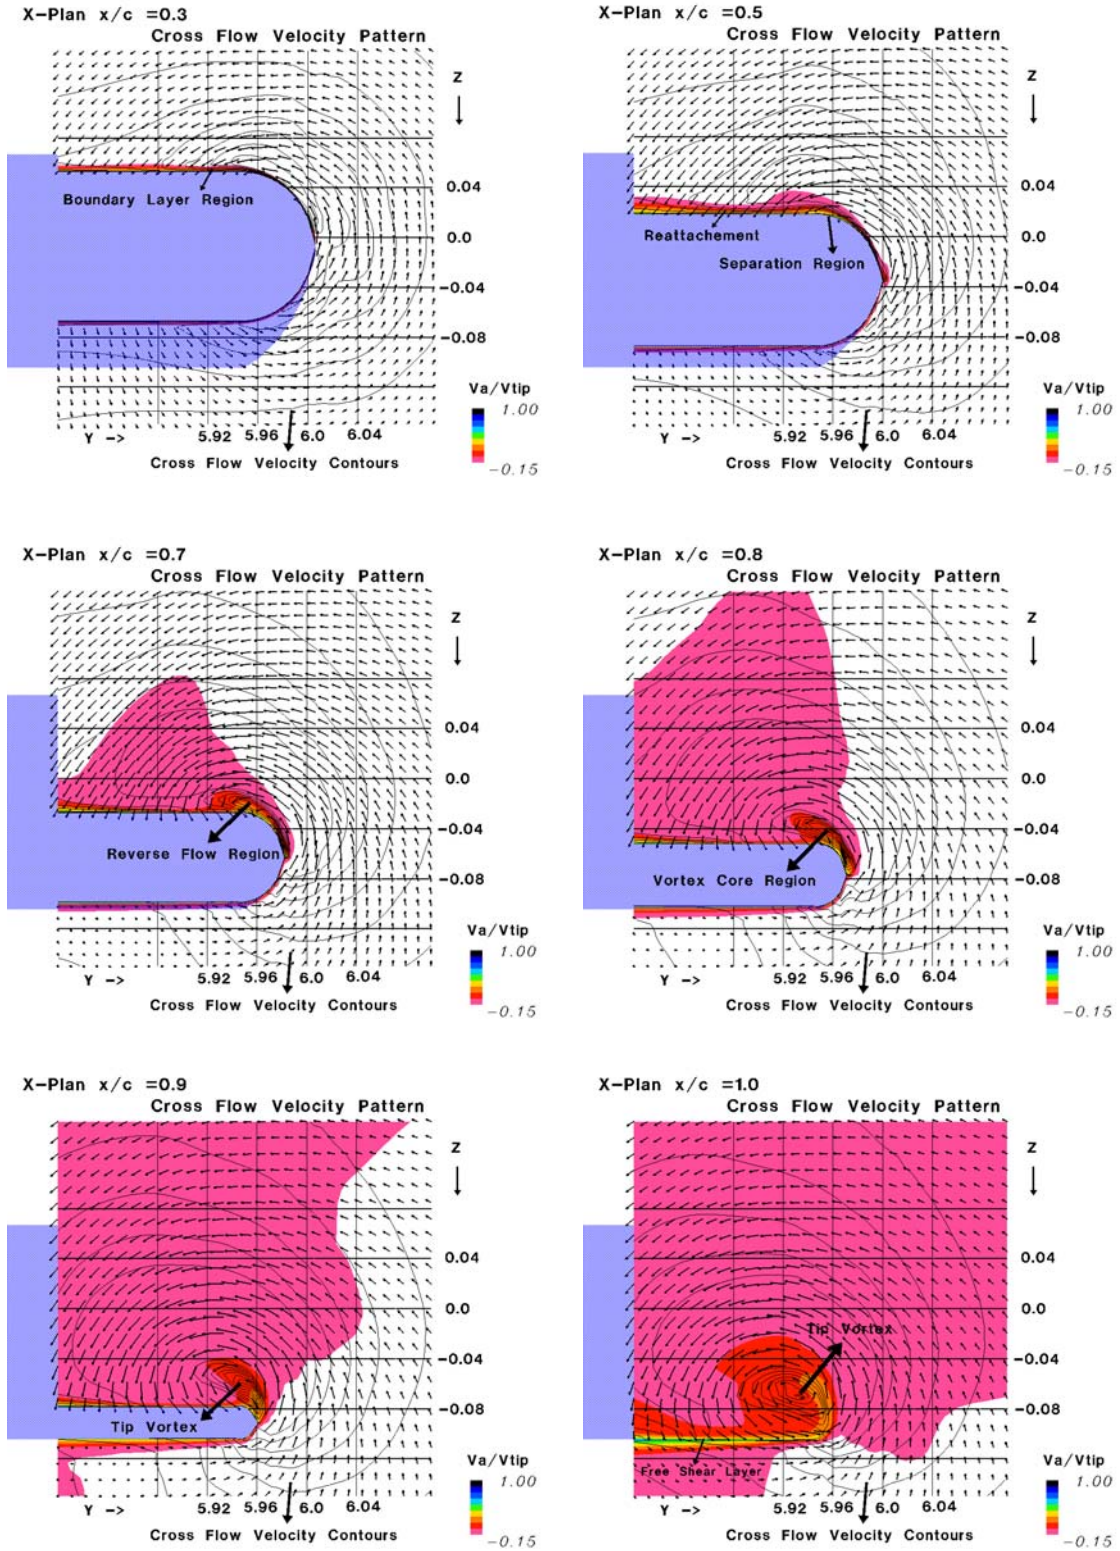 X-Plan x/c =0.3
Cross Flow Velocity Pattern
Z
Boundary Layer Region
0.04
0.0
-0.04
-0.08
Va/Vtip
1.00
-0.15
Y -> 5.92 5.96 6.0 6.04
Cross Flow Velocity Contours
X-Plan x/c =0.5
Cross Flow Velocity Pattern
Z
0.04
Reattachement
0.0
Separation Region
-0.04
-0.08
Va/Vtip
1.00
-0.15
Y -> 5.92 5.96 6.0 6.04
Cross Flow Velocity Contours
X-Plan x/c =0.7
Cross Flow Velocity Pattern
Z
0.04
0.0
-0.04
Reverse Flow Region
-0.08
Va/Vtip
1.00
-0.15
Y -> 5.92 5.96 6.0 6.04
Cross Flow Velocity Contours
X-Plan x/c =0.8
Cross Flow Velocity Pattern
Z
0.04
0.0
-0.04
Vortex Core Region
-0.08
Va/Vtip
1.00
-0.15
Y -> 5.92 5.96 6.0 6.04
Cross Flow Velocity Contours
X-Plan x/c =0.9
Cross Flow Velocity Pattern
Z
0.04
0.0
-0.04
-0.08
Tip Vortex
Va/Vtip
1.00
-0.15
Y -> 5.92 5.96 6.0 6.04
Cross Flow Velocity Contours
X-Plan x/c =1.0
Cross Flow Velocity Pattern
Z
0.04
0.0
Tip Vortex
-0.04
-0.08
Free Shear Layer
Va/Vtip
1.00
-0.15
Y -> 5.92 5.96 6.0 6.04
Cross Flow Velocity Contours